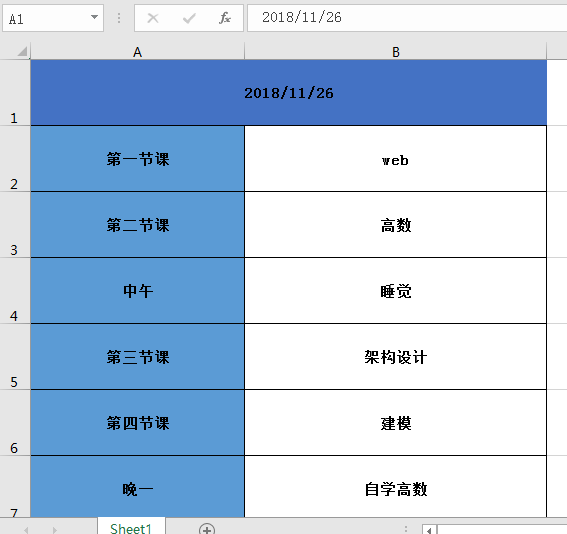 A1 fx 2018/11/26
A B
1 2018/11/26
2 第一节课 web
3 第二节课 高数
4 中午 睡觉
5 第三节课 架构设计
6 第四节课 建模
7 晚一 自学高数
Sheet1